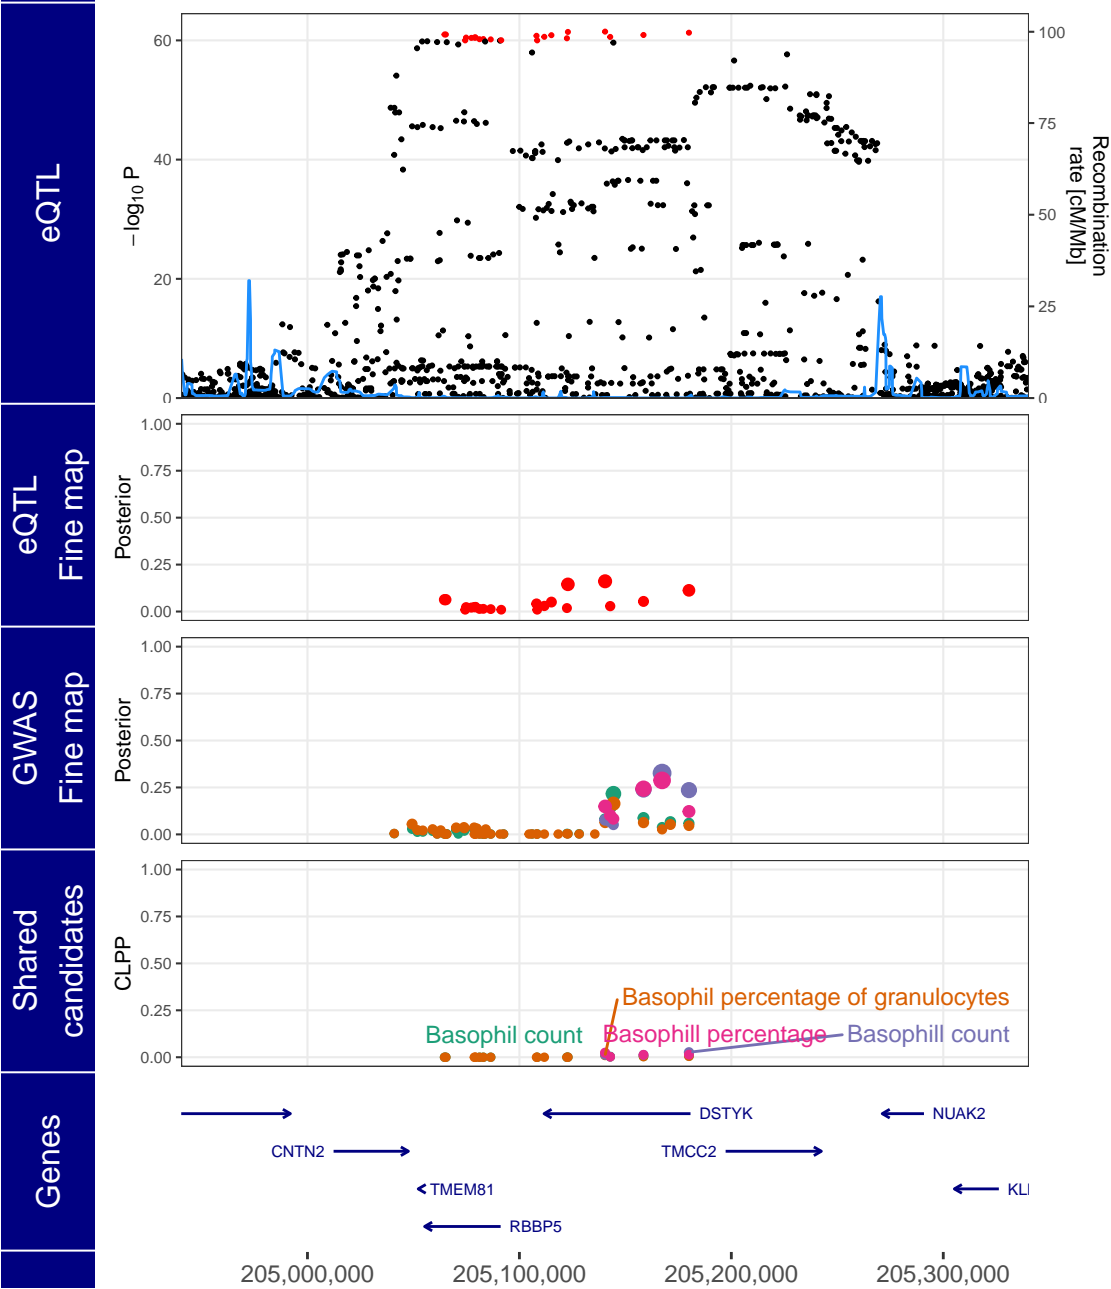 eQTL
−log10 P
60
40
20
0
100
75
50
25
0
Recombination
rate [cM/Mb]
eQTL
Fine map
Posterior
1.00
0.75
0.50
0.25
0.00
GWAS
Fine map
Posterior
1.00
0.75
0.50
0.25
0.00
Shared
candidates
CLPP
1.00
0.75
0.50
0.25
0.00
Basophil percentage of granulocytes
Basophill count
Basophill percentage
Basophill count
Genes
DSTYK
NUAK2
CNTN2
TMCC2
TMEM81
KLI
RBBP5
205,000,000
205,100,000
205,200,000
205,300,000